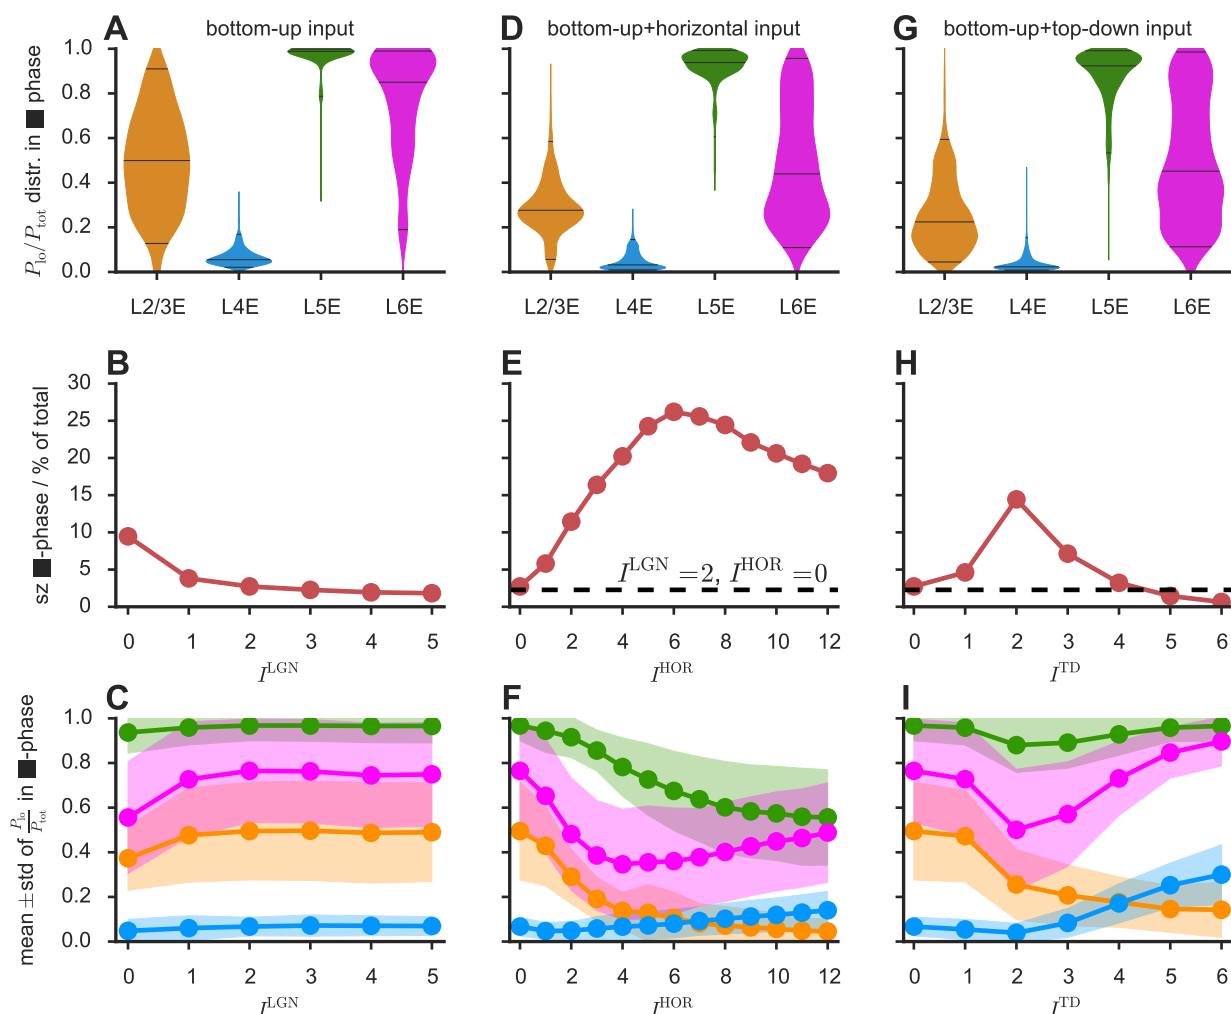 A bottom-up input
P_lo/P_tot distr. in ■ phase
1.0
0.8
0.6
0.4
0.2
0.0
L2/3E L4E L5E L6E
D bottom-up+horizontal input
L2/3E L4E L5E L6E
G bottom-up+top-down input
L2/3E L4E L5E L6E
B
sz ■-phase / % of total
30
25
20
15
10
5
0
0 1 2 3 4 5
I^LGN
E
I^LGN =2, I^HOR =0
0 2 4 6 8 10 12
I^HOR
H
0 1 2 3 4 5 6
I^TD
C
mean ± std of P_lo/P_tot in ■-phase
1.0
0.8
0.6
0.4
0.2
0.0
0 1 2 3 4 5
I^LGN
F
0 2 4 6 8 10 12
I^HOR
I
0 1 2 3 4 5 6
I^TD